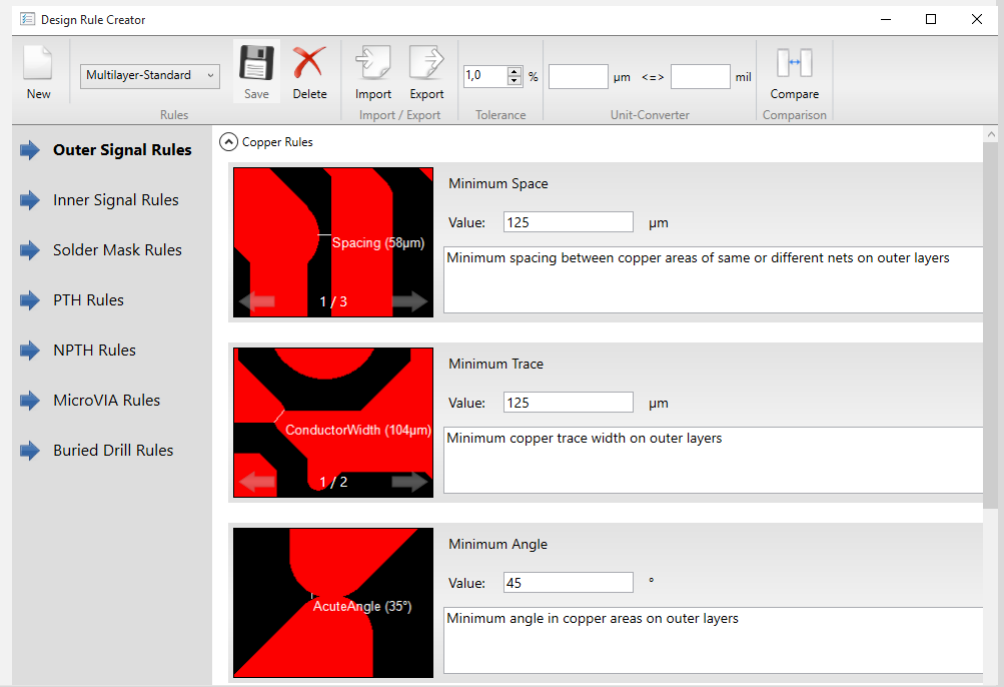 Design Rule Creator
New
Multilayer-Standard
Save
Delete
Rules
Import
Export
Import / Export
1,0
%
Tolerance
µm <=> mil
Unit-Converter
Compare
Comparison
Outer Signal Rules
Inner Signal Rules
Solder Mask Rules
PTH Rules
NPTH Rules
MicroVIA Rules
Buried Drill Rules
Copper Rules
Spacing (58µm)
1 / 3
Minimum Space
Value: 125 µm
Minimum spacing between copper areas of same or different nets on outer layers
ConductorWidth (104µm)
1 / 2
Minimum Trace
Value: 125 µm
Minimum copper trace width on outer layers
AcuteAngle (35°)
Minimum Angle
Value: 45 °
Minimum angle in copper areas on outer layers